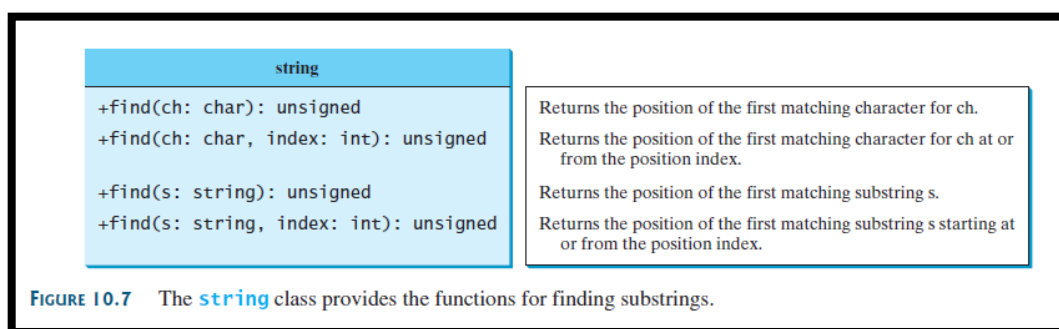 string
+find(ch: char): unsigned
Returns the position of the first matching character for ch.
+find(ch: char, index: int): unsigned
Returns the position of the first matching character for ch at or
from the position index.
+find(s: string): unsigned
Returns the position of the first matching substring s.
+find(s: string, index: int): unsigned
Returns the position of the first matching substring s starting at
or from the position index.
FIGURE 10.7 The string class provides the functions for finding substrings.